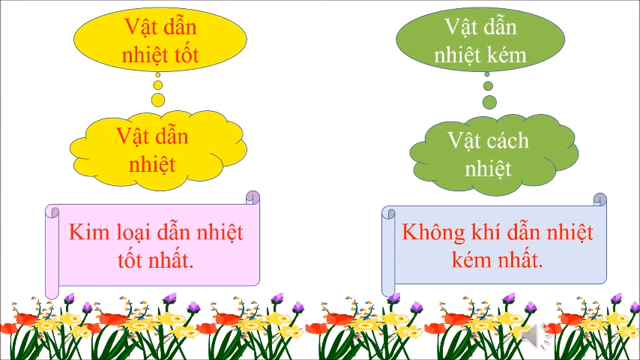 Vật dẫn
nhiệt tốt
Vật dẫn
nhiệt
Kim loại dẫn nhiệt
tốt nhất.
Vật dẫn
nhiệt kém
Vật cách
nhiệt
Không khí dẫn nhiệt
kém nhất.